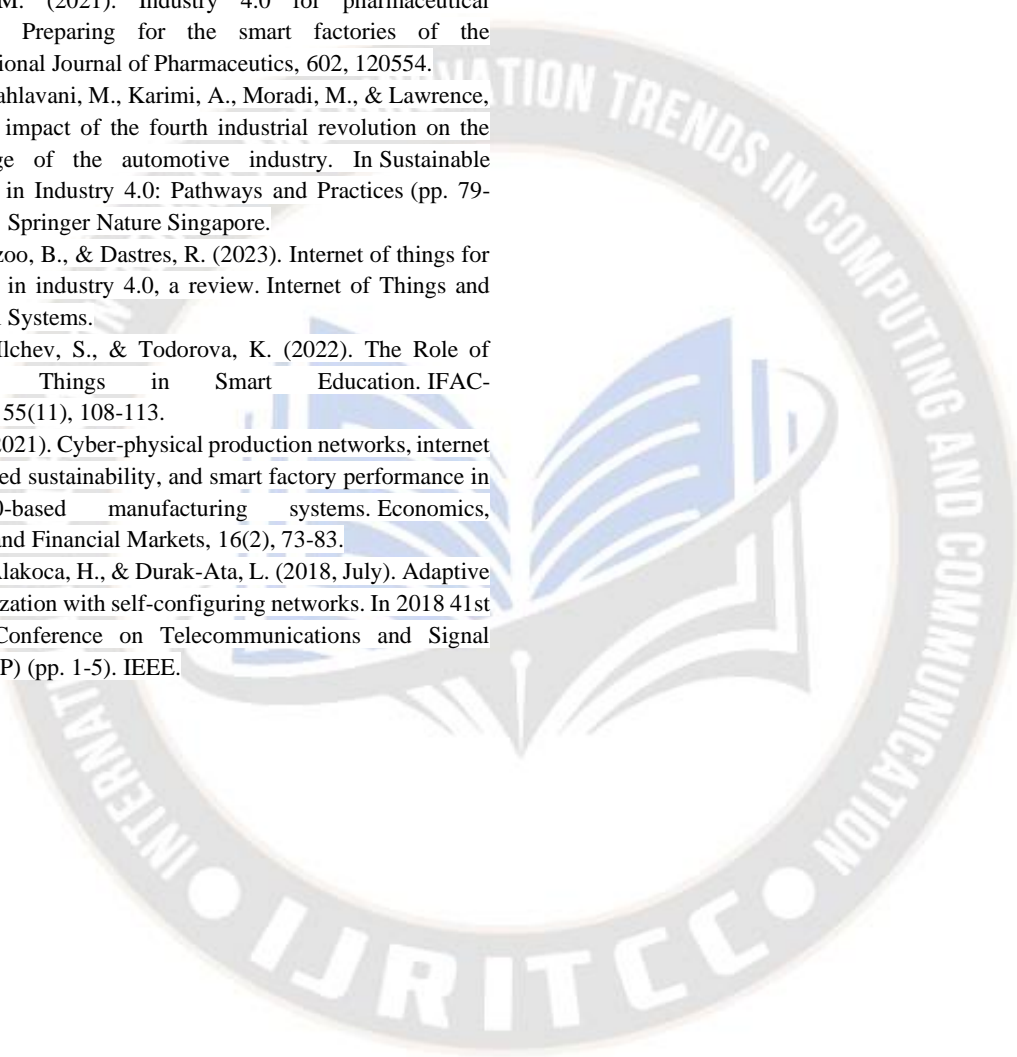 M. (2021). Industry 4.0 for pharmaceutical
Preparing for the smart factories of the
ional Journal of Pharmaceutics, 602, 120554.
ahlavani, M., Karimi, A., Moradi, M., & Lawrence,
impact of the fourth industrial revolution on the
ge of the automotive industry. In Sustainable
in Industry 4.0: Pathways and Practices (pp. 79-
Springer Nature Singapore.
zoo, B., & Dastres, R. (2023). Internet of things for
in industry 4.0, a review. Internet of Things and
Systems.
Ilchev, S., & Todorova, K. (2022). The Role of
Things in Smart Education. IFAC-
55(11), 108-113.
2021). Cyber-physical production networks, internet
ed sustainability, and smart factory performance in
0-based manufacturing systems. Economics,
and Financial Markets, 16(2), 73-83.
Alakoca, H., & Durak-Ata, L. (2018, July). Adaptive
zation with self-configuring networks. In 2018 41st
Conference on Telecommunications and Signal
P) (pp. 1-5). IEEE.
INTERNAT
N
MATION TRENDS IN COMPUTING AND COMMUNICATION
IJRITCC